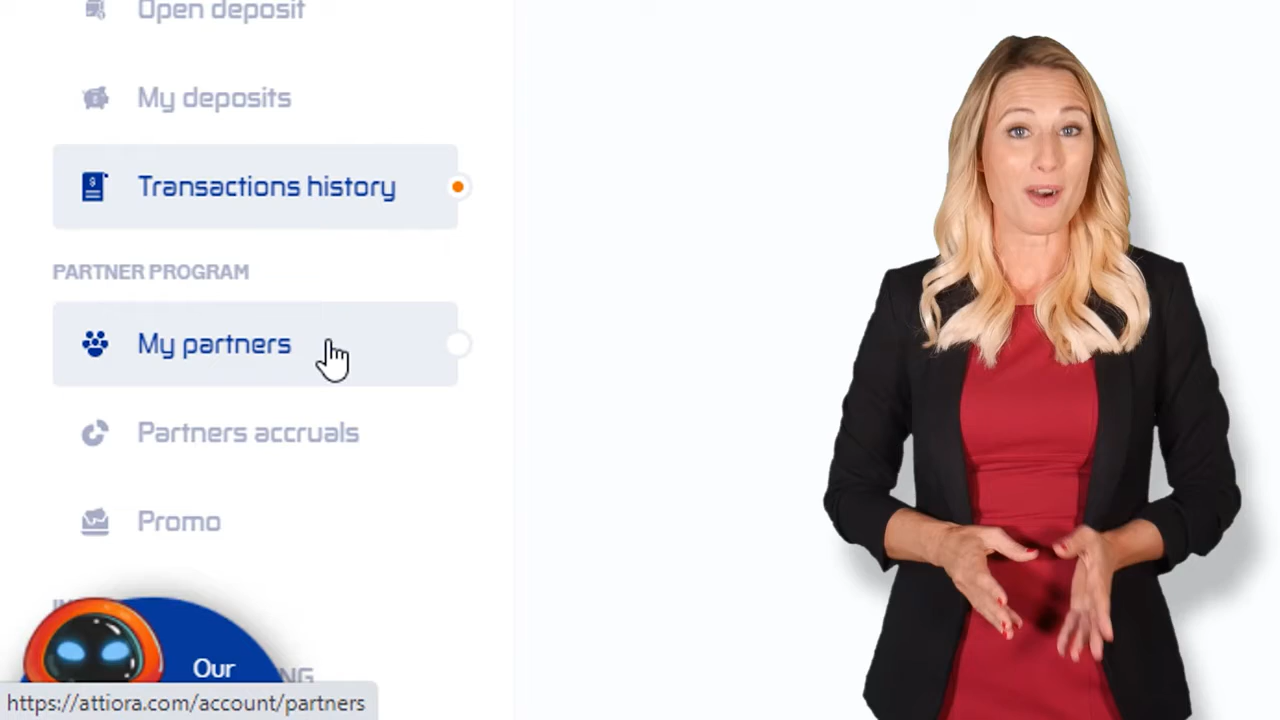 Open deposit
My deposits
Transactions history
PARTNER PROGRAM
My partners
Partners accruals
Promo
Our
NG
https://attiora.com/account/partners